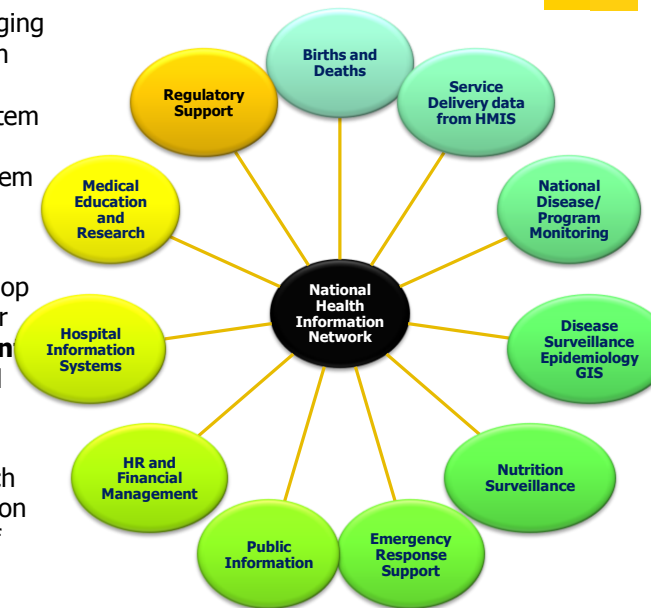 op
Births and
Deaths
Service
Delivery data
from HMIS
National
Disease/
Program
Monitoring
Disease
Surveillance
Epidemiology
GIS
Nutrition
Surveillance
Emergency
Response
Support
Public
Information
HR and
Financial
Management
Hospital
Information
Systems
Medical
Education
and
Research
Regulatory
Support
National
Health
Information
Network